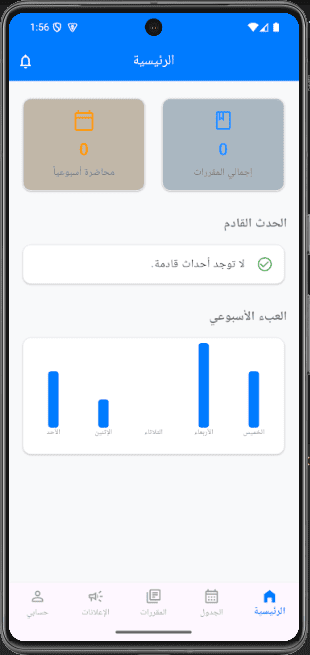 1:56
الرئيسية
0
إجمالي المقررات
0
محاضرة أسبوعياً
الحدث القادم
لا توجد أحداث قادمة.
العبء الأسبوعي
الأحد الإثنين الثلاثاء الأربعاء الخميس
الرئيسية الجدول المقررات الإعلانات حسابي